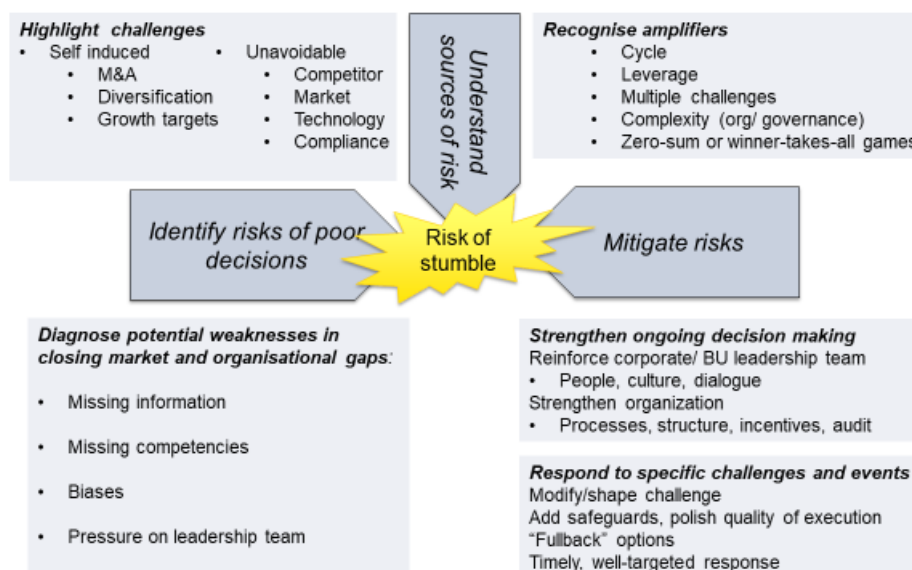 Highlight challenges
• Self induced
• M&A
• Diversification
• Growth targets
• Unavoidable
• Competitor
• Market
• Technology
• Compliance
Understand
sources of risk
Recognise amplifiers
• Cycle
• Leverage
• Multiple challenges
• Complexity (org/ governance)
• Zero-sum or winner-takes-all games
Identify risks of poor
decisions
Risk of
stumble
Mitigate risks
Diagnose potential weaknesses in
closing market and organisational gaps:
• Missing information
• Missing competencies
• Biases
• Pressure on leadership team
Strengthen ongoing decision making
Reinforce corporate/ BU leadership team
• People, culture, dialogue
Strengthen organization
• Processes, structure, incentives, audit
Respond to specific challenges and events
Modify/shape challenge
Add safeguards, polish quality of execution
“Fullback” options
Timely, well-targeted response